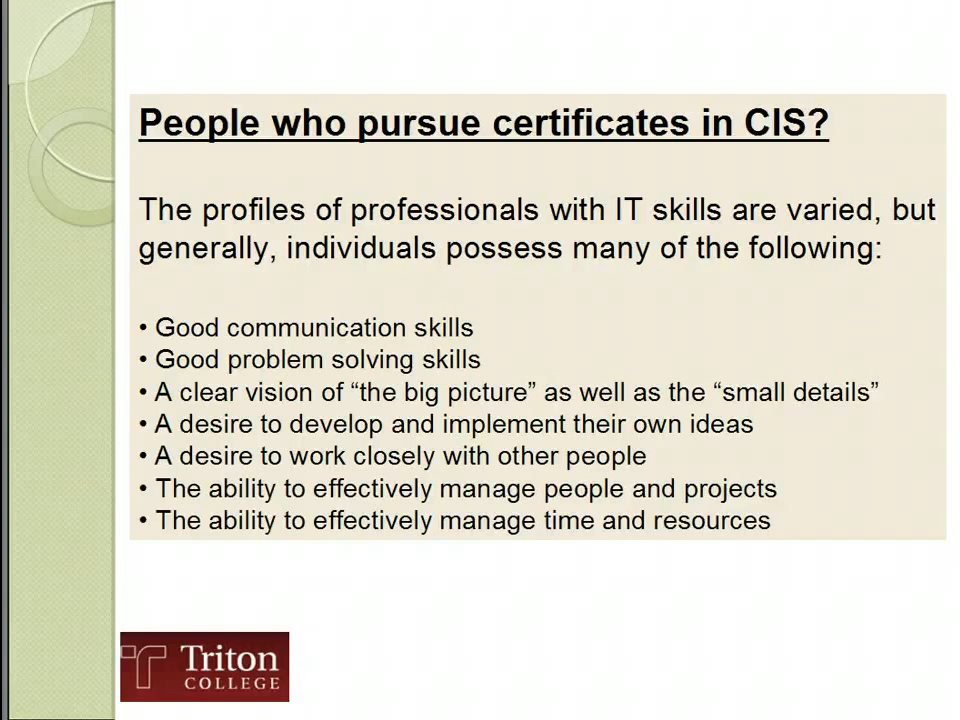 People who pursue certificates in CIS?
The profiles of professionals with IT skills are varied, but
generally, individuals possess many of the following:
• Good communication skills
• Good problem solving skills
• A clear vision of “the big picture” as well as the “small details”
• A desire to develop and implement their own ideas
• A desire to work closely with other people
• The ability to effectively manage people and projects
• The ability to effectively manage time and resources
Triton
COLLEGE